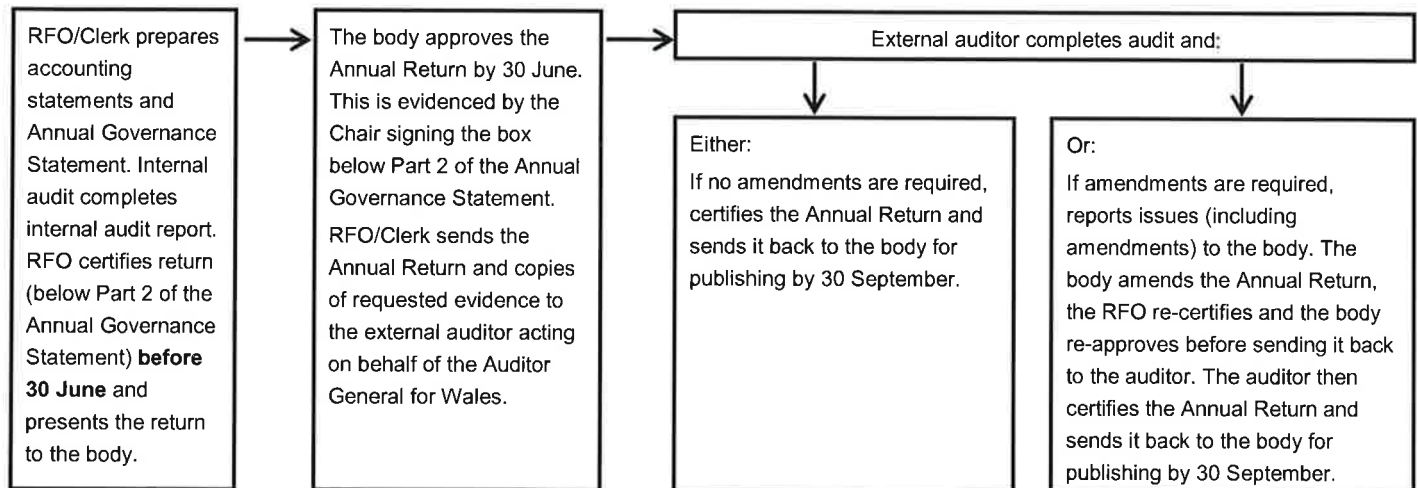 RFO/Clerk prepares
accounting
statements and
Annual Governance
Statement. Internal
audit completes
internal audit report.
RFO certifies return
(below Part 2 of the
Annual Governance
Statement) before
30 June and
presents the return
to the body.
The body approves the
Annual Return by 30 June.
This is evidenced by the
Chair signing the box
below Part 2 of the Annual
Governance Statement.
RFO/Clerk sends the
Annual Return and copies
of requested evidence to
the external auditor acting
on behalf of the Auditor
General for Wales.
External auditor completes audit and:
Either:
If no amendments are required,
certifies the Annual Return and
sends it back to the body for
publishing by 30 September.
Or:
If amendments are required,
reports issues (including
amendments) to the body. The
body amends the Annual Return,
the RFO re-certifies and the body
re-approves before sending it back
to the auditor. The auditor then
certifies the Annual Return and
sends it back to the body for
publishing by 30 September.